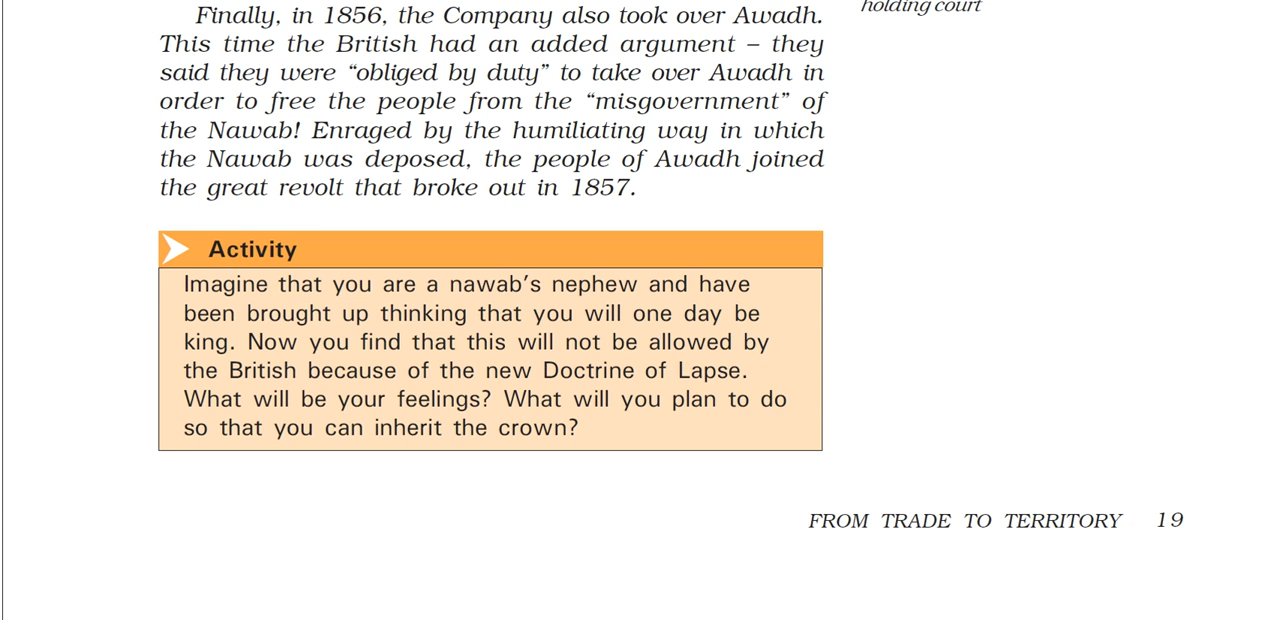 holding court
Finally, in 1856, the Company also took over Awadh.
This time the British had an added argument – they
said they were “obliged by duty” to take over Awadh in
order to free the people from the “misgovernment” of
the Nawab! Enraged by the humiliating way in which
the Nawab was deposed, the people of Awadh joined
the great revolt that broke out in 1857.
Activity
Imagine that you are a nawab’s nephew and have
been brought up thinking that you will one day be
king. Now you find that this will not be allowed by
the British because of the new Doctrine of Lapse.
What will be your feelings? What will you plan to do
so that you can inherit the crown?
FROM TRADE TO TERRITORY 19